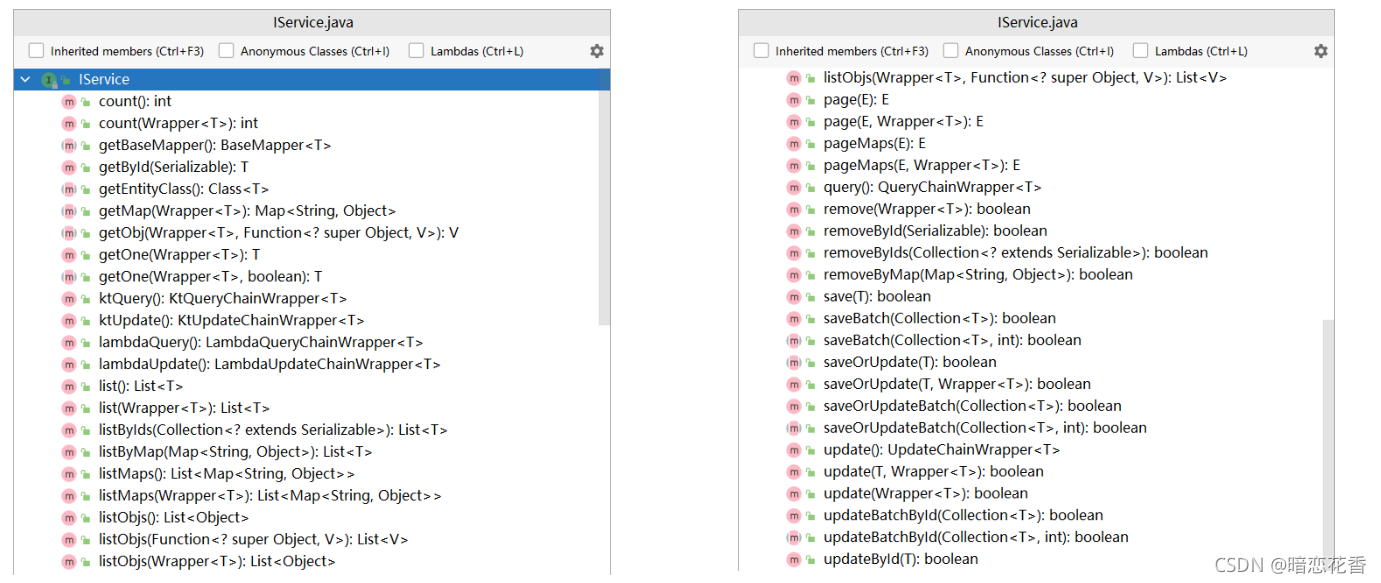 IService.java
Inherited members (Ctrl+F3) Anonymous Classes (Ctrl+I) Lambdas (Ctrl+L)
IService
count(): int
count(Wrapper<T>): int
getBaseMapper(): BaseMapper<T>
getById(Serializable): T
getEntityClass(): Class<T>
getMap(Wrapper<T>): Map<String, Object>
getObj(Wrapper<T>, Function<? super Object, V>): V
getOne(Wrapper<T>): T
getOne(Wrapper<T>, boolean): T
ktQuery(): KtQueryChainWrapper<T>
ktUpdate(): KtUpdateChainWrapper<T>
lambdaQuery(): LambdaQueryChainWrapper<T>
lambdaUpdate(): LambdaUpdateChainWrapper<T>
list(): List<T>
list(Wrapper<T>): List<T>
listByIds(Collection<? extends Serializable>): List<T>
listByMap(Map<String, Object>): List<T>
listMaps(): List<Map<String, Object>>
listMaps(Wrapper<T>): List<Map<String, Object>>
listObjs(): List<Object>
listObjs(Function<? super Object, V>): List<V>
listObjs(Wrapper<T>): List<Object>
IService.java
Inherited members (Ctrl+F3) Anonymous Classes (Ctrl+I) Lambdas (Ctrl+L)
listObjs(Wrapper<T>, Function<? super Object, V>): List<V>
page(E): E
page(E, Wrapper<T>): E
pageMaps(E): E
pageMaps(E, Wrapper<T>): E
query(): QueryChainWrapper<T>
remove(Wrapper<T>): boolean
removeById(Serializable): boolean
removeByIds(Collection<? extends Serializable>): boolean
removeByMap(Map<String, Object>): boolean
save(T): boolean
saveBatch(Collection<T>): boolean
saveBatch(Collection<T>, int): boolean
saveOrUpdate(T): boolean
saveOrUpdate(T, Wrapper<T>): boolean
saveOrUpdateBatch(Collection<T>): boolean
saveOrUpdateBatch(Collection<T>, int): boolean
update(): UpdateChainWrapper<T>
update(T, Wrapper<T>): boolean
update(Wrapper<T>): boolean
updateBatchById(Collection<T>): boolean
updateBatchById(Collection<T>, int): boolean
updateById(T): boolean
CSDN @暗恋花香